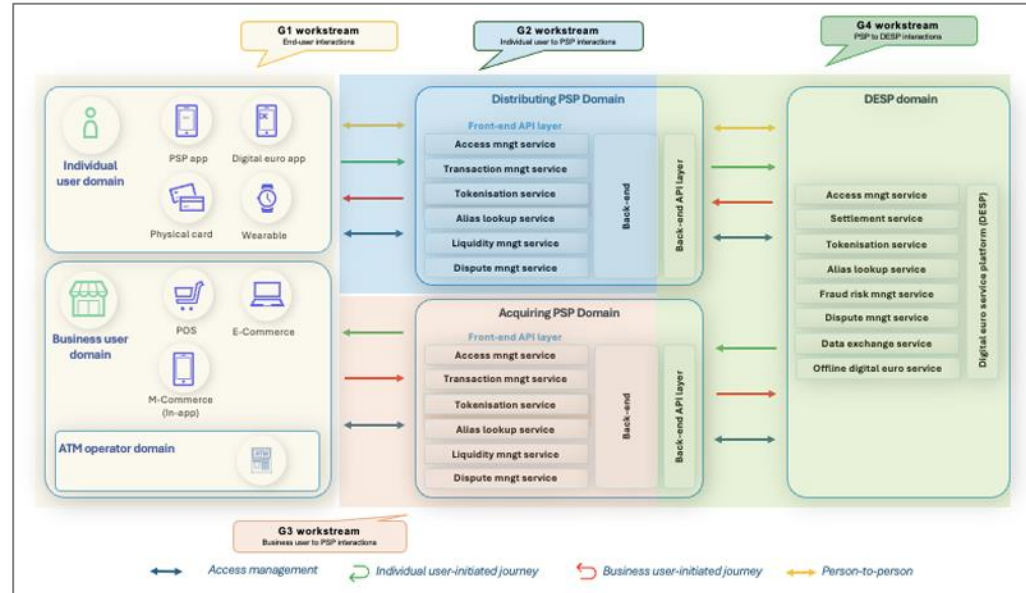 G1 workstream
End-user interactions
G2 workstream
Individual user to PSP interactions
G4 workstream
PSP to DESP interactions
Individual
user domain
PSP app
Digital euro app
Physical card
Wearable
Business user
domain
POS
E-Commerce
M-Commerce
(In-app)
ATM operator domain
ATM
Distributing PSP Domain
Front-end API layer
Access mngt service
Transaction mngt service
Tokenisation service
Alias lookup service
Liquidity mngt service
Dispute mngt service
Back-end
Back-end API layer
Acquiring PSP Domain
Front-end API layer
Access mngt service
Transaction mngt service
Tokenisation service
Alias lookup service
Liquidity mngt service
Dispute mngt service
Back-end
Back-end API layer
DESP domain
Access mngt service
Settlement service
Tokenisation service
Alias lookup service
Fraud risk mngt service
Dispute mngt service
Data exchange service
Offline digital euro service
Digital euro service platform (DESP)
G3 workstream
Business user to PSP interactions
Access management
Individual user-initiated journey
Business user-initiated journey
Person-to-person